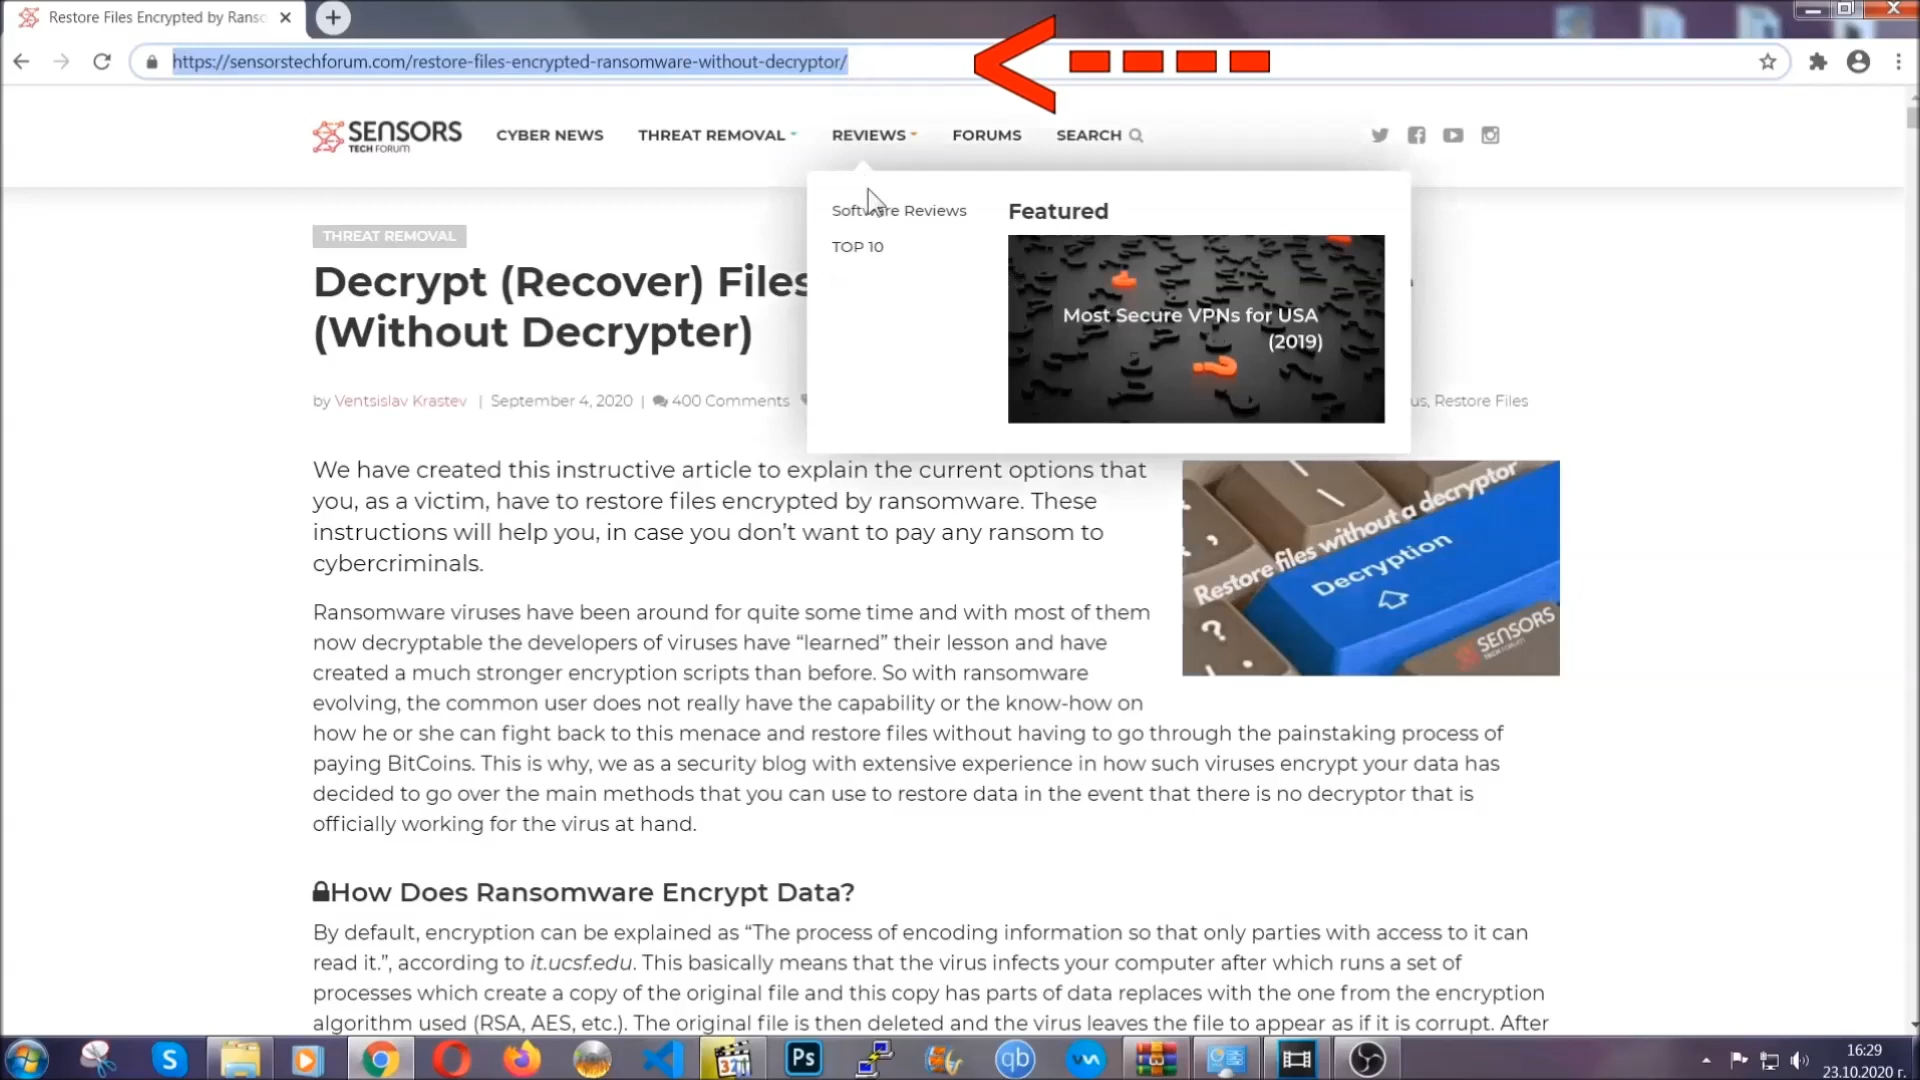 Restore Files Encrypted by Ranso
https://sensorstechforum.com/restore-files-encrypted-ransomware-without-decryptor/
SENSORS
TECH FORUM
CYBER NEWS
THREAT REMOVAL
REVIEWS
FORUMS
SEARCH
Software Reviews
TOP 10
Featured
Most Secure VPNs for USA
(2019)
THREAT REMOVAL
Decrypt (Recover) Files
(Without Decrypter)
by Ventsislav Krastev | September 4, 2020 | 400 Comments
us, Restore Files
We have created this instructive article to explain the current options that
you, as a victim, have to restore files encrypted by ransomware. These
instructions will help you, in case you don’t want to pay any ransom to
cybercriminals.
Restore files without a decryptor
Decryption
SENSORS
TECH FORUM
Ransomware viruses have been around for quite some time and with most of them
now decryptable the developers of viruses have “learned” their lesson and have
created a much stronger encryption scripts than before. So with ransomware
evolving, the common user does not really have the capability or the know-how on
how he or she can fight back to this menace and restore files without having to go through the painstaking process of
paying BitCoins. This is why, we as a security blog with extensive experience in how such viruses encrypt your data has
decided to go over the main methods that you can use to restore data in the event that there is no decryptor that is
officially working for the virus at hand.
How Does Ransomware Encrypt Data?
By default, encryption can be explained as “The process of encoding information so that only parties with access to it can
read it.”, according to it.ucsf.edu. This basically means that the virus infects your computer after which runs a set of
processes which create a copy of the original file and this copy has parts of data replaces with the one from the encryption
algorithm used (RSA, AES, etc.). The original file is then deleted and the virus leaves the file to appear as if it is corrupt. After
S
321
Ps
qb
16:29
23.10.2020 г.